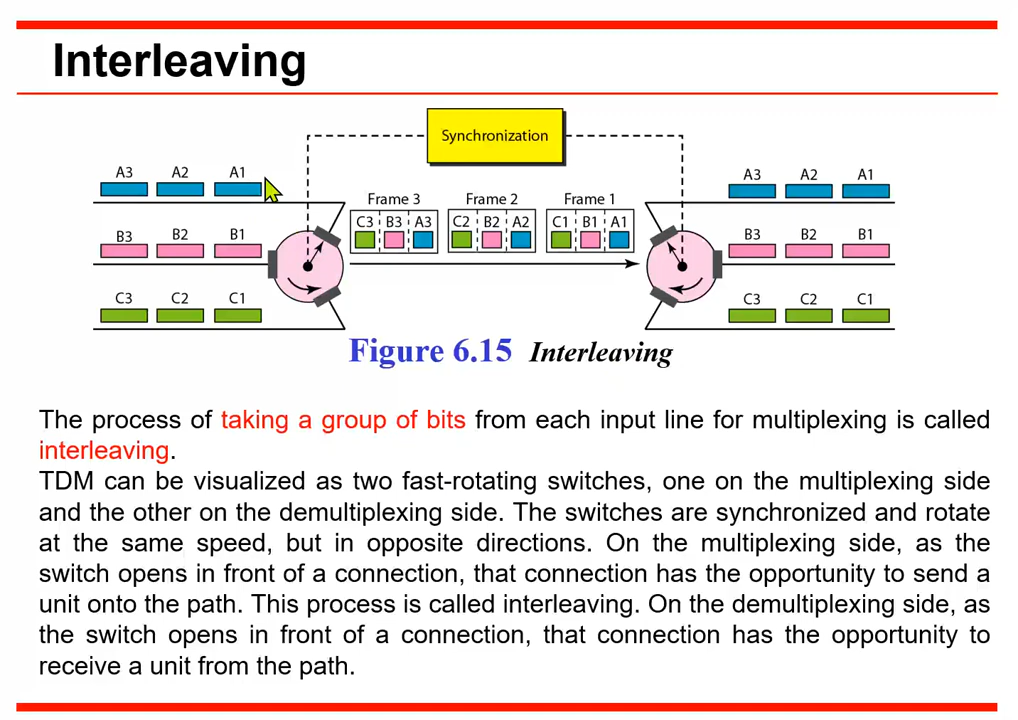 Interleaving
Synchronization
A3 A2 A1
A3 A2 A1
Frame 3 Frame 2 Frame 1
C3 B3 A3 C2 B2 A2 C1 B1 A1
B3 B2 B1
B3 B2 B1
C3 C2 C1
C3 C2 C1
Figure 6.15 Interleaving
The process of taking a group of bits from each input line for multiplexing is called
interleaving.
TDM can be visualized as two fast-rotating switches, one on the multiplexing side
and the other on the demultiplexing side. The switches are synchronized and rotate
at the same speed, but in opposite directions. On the multiplexing side, as the
switch opens in front of a connection, that connection has the opportunity to send a
unit onto the path. This process is called interleaving. On the demultiplexing side, as
the switch opens in front of a connection, that connection has the opportunity to
receive a unit from the path.